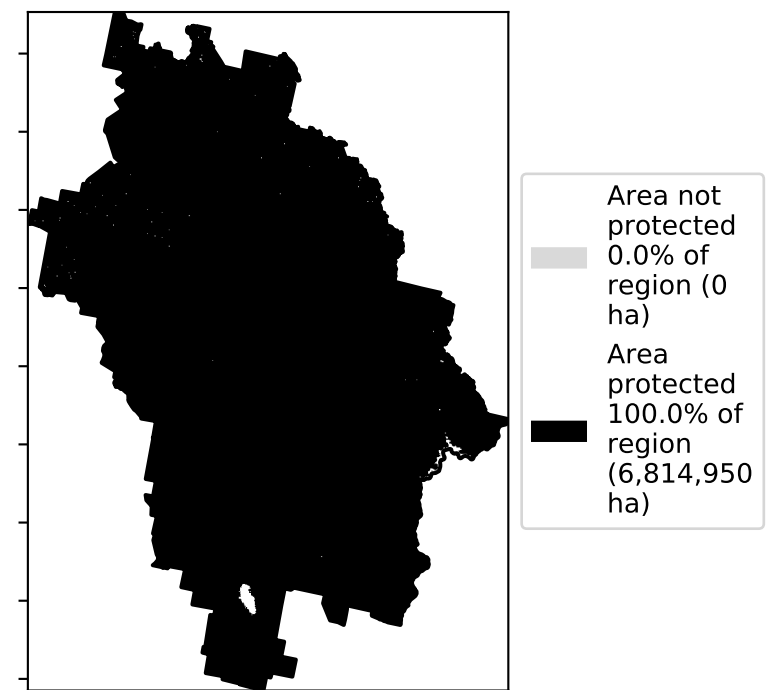 Area not
protected
0.0% of
region (0
ha)
Area
protected
100.0% of
region
(6,814,950
ha)